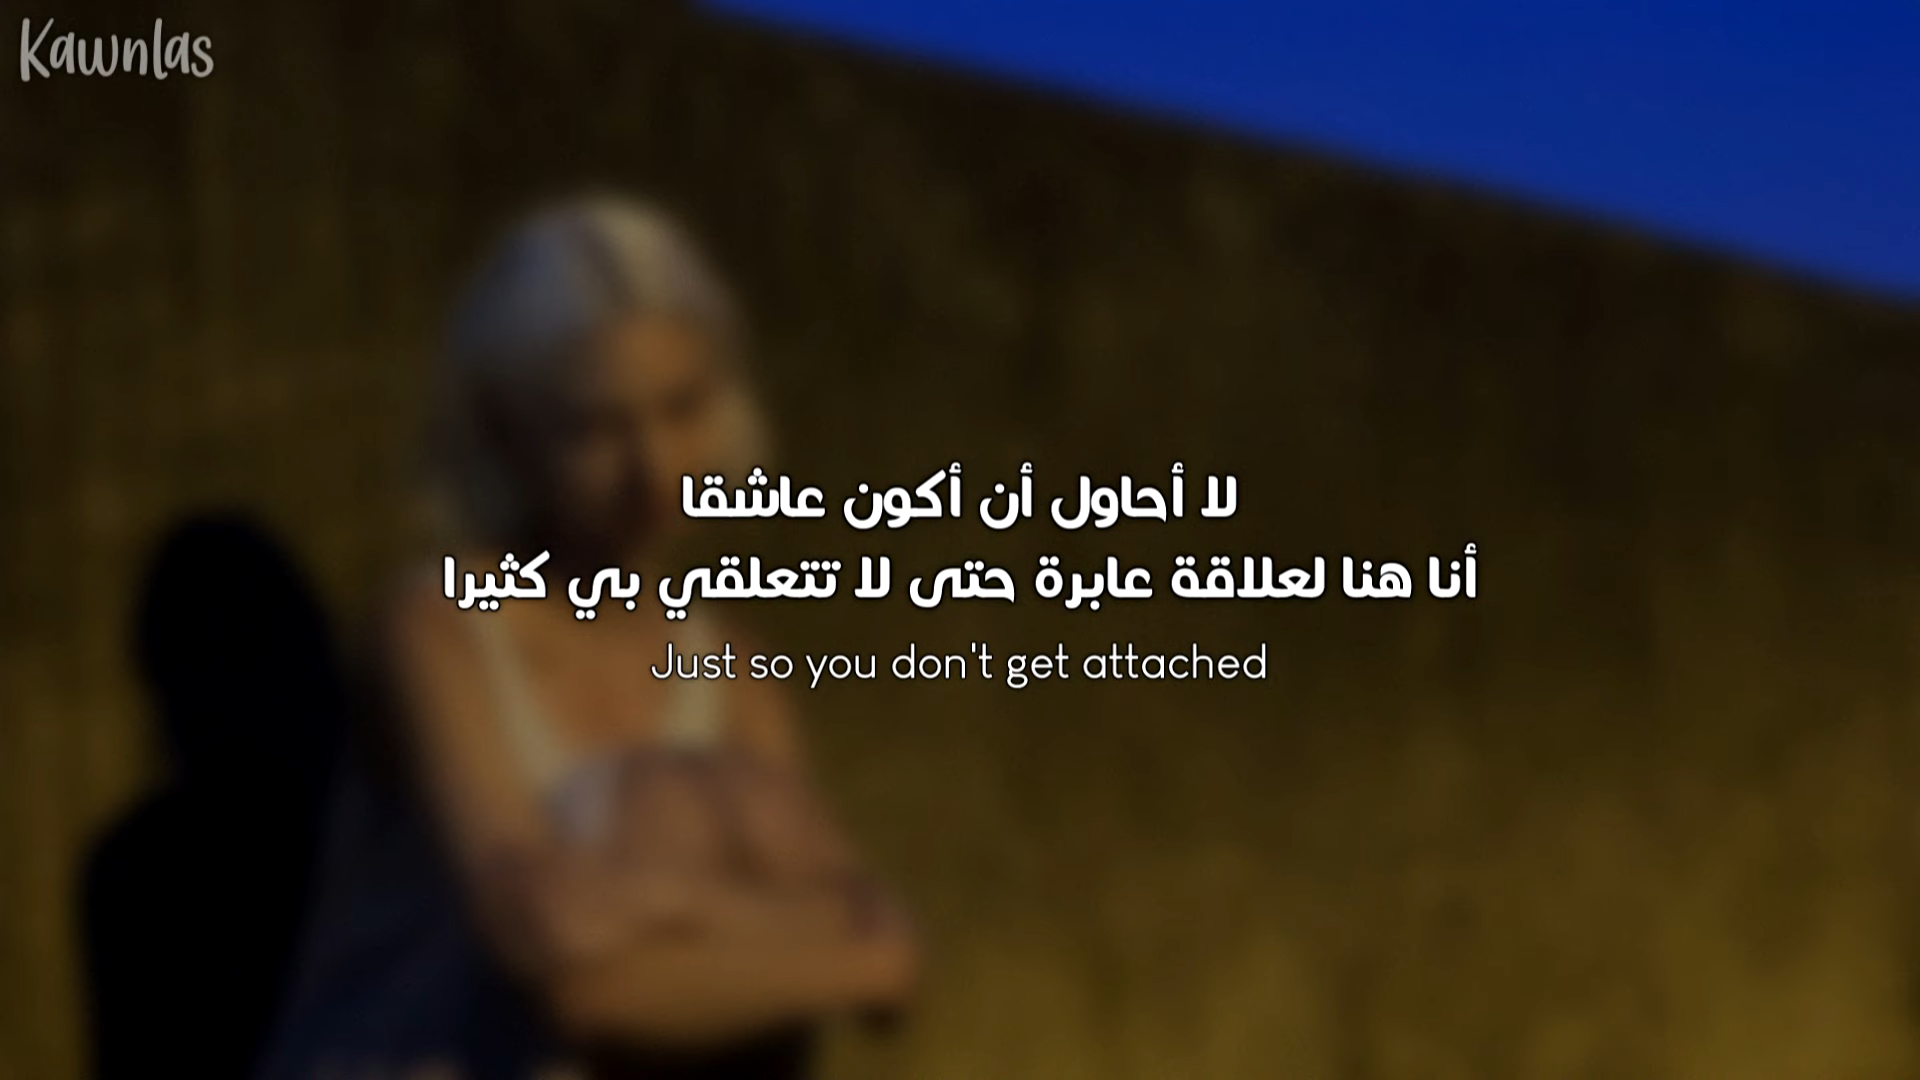 Kawnlas
لا أحاول أن أكون عاشقا
أنا هنا لعلاقة عابرة حتى لا تتعلقي بي كثيرا
Just so you don't get attached